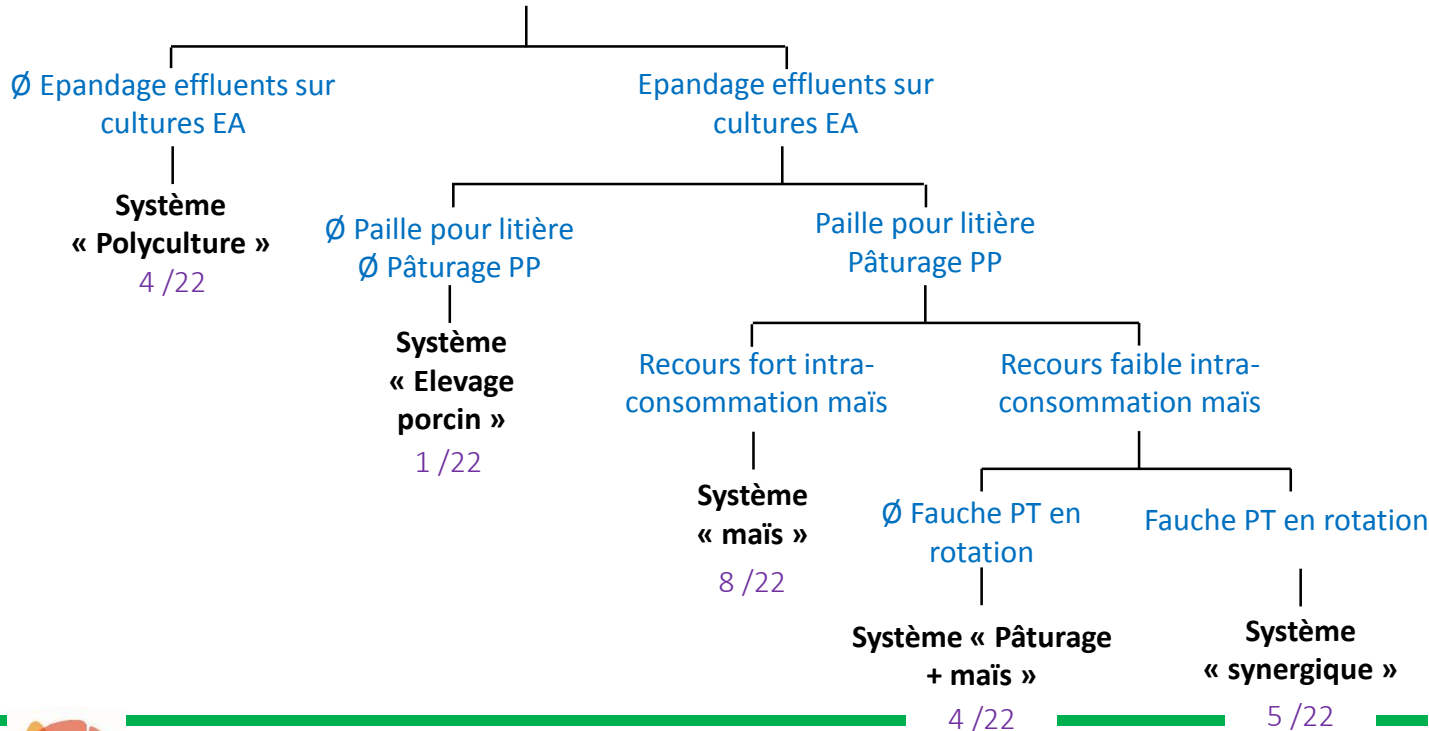 Ø Epandage effluents sur
cultures EA
Epandage effluents sur
cultures EA
Système
« Polyculture »
4 /22
Ø Paille pour litière
Ø Pâturage PP
Paille pour litière
Pâturage PP
Système
« Elevage
porcin »
1 /22
Recours fort intra-
consommation maïs
Recours faible intra-
consommation maïs
Système
« maïs »
8 /22
Ø Fauche PT en
rotation
Fauche PT en rotation
Système « Pâturage
+ maïs »
4 /22
Système
« synergique »
5 /22